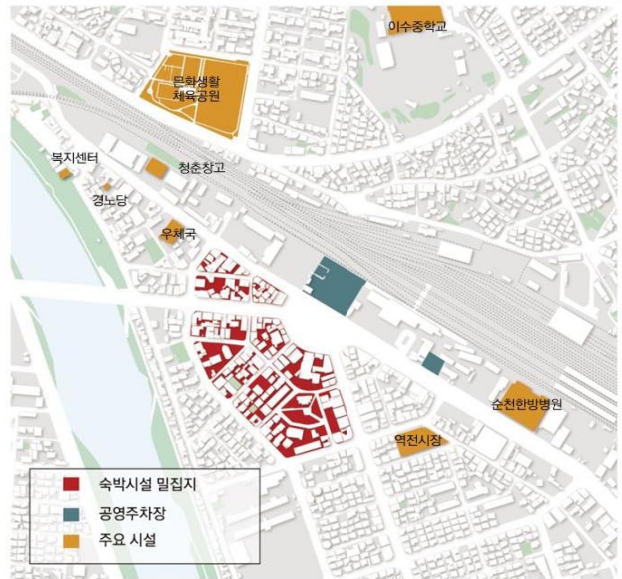 이수중학교
문화생활
체육공원
복지센터
청춘창고
경노당
우체국
순천한방병원
역전시장
숙박시설 밀집지
공영주차장
주요 시설